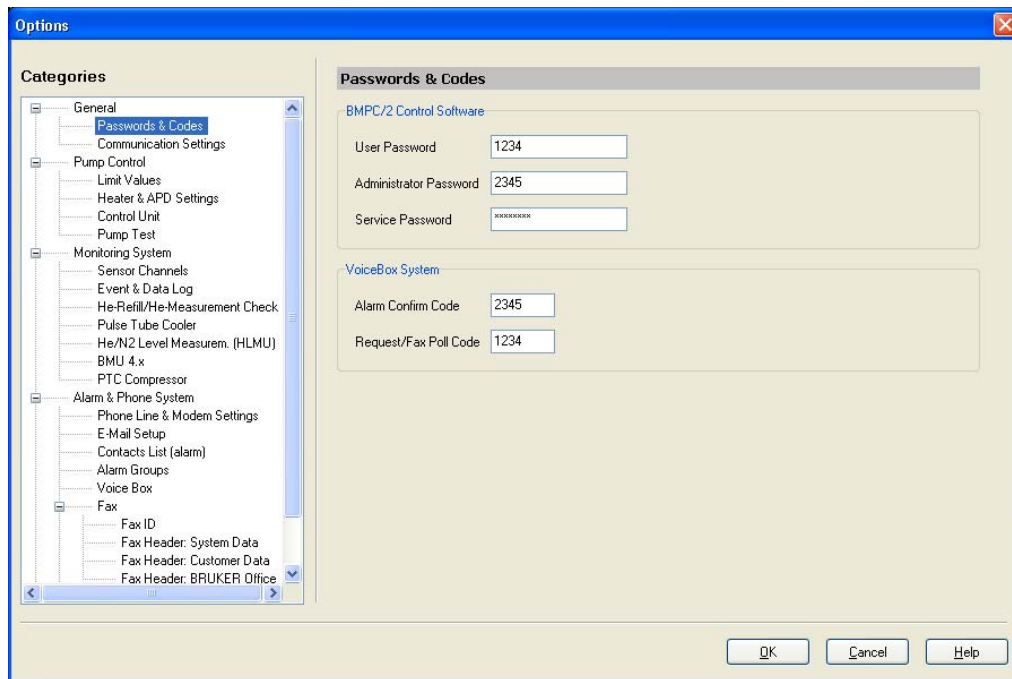 Options
Categories
General
Passwords & Codes
Communication Settings
Pump Control
Limit Values
Heater & APD Settings
Control Unit
Pump Test
Monitoring System
Sensor Channels
Event & Data Log
He-Refill/He-Measurement Check
Pulse Tube Cooler
He/N2 Level Measurem. (HLMU)
BMU 4.x
PTC Compressor
Alarm & Phone System
Phone Line & Modem Settings
E-Mail Setup
Contacts List (alarm)
Alarm Groups
Voice Box
Fax
Fax ID
Fax Header: System Data
Fax Header: Customer Data
Fax Header: BRUKER Office
Passwords & Codes
BMPC/2 Control Software
User Password 1234
Administrator Password 2345
Service Password ********
VoiceBox System
Alarm Confirm Code 2345
Request/Fax Poll Code 1234
OK Cancel Help